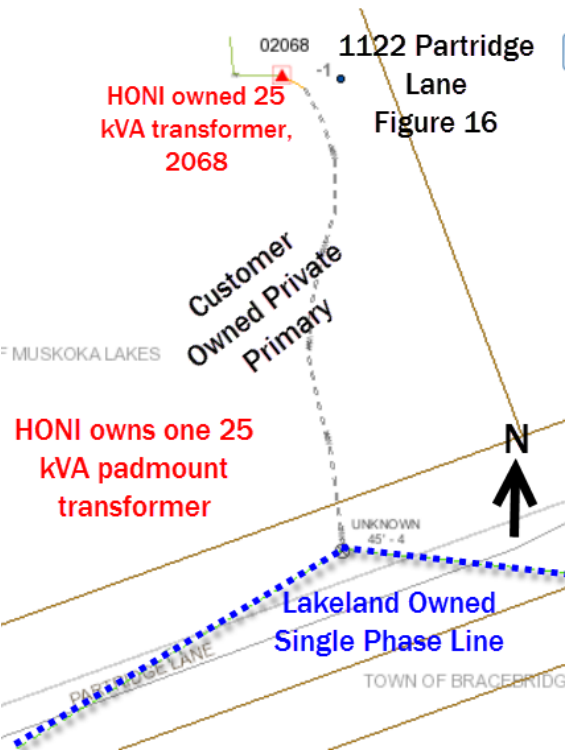 02068
1122 Partridge
Lane
Figure 16
-1
HONI owned 25
kVA transformer,
2068
Customer
Owned Private
Primary
F MUSKOKA LAKES
HONI owns one 25
kVA padmount
transformer
N
UNKNOWN
45' - 4
Lakeland Owned
Single Phase Line
PARTRIDGE LANE
TOWN OF BRACEBRIDG